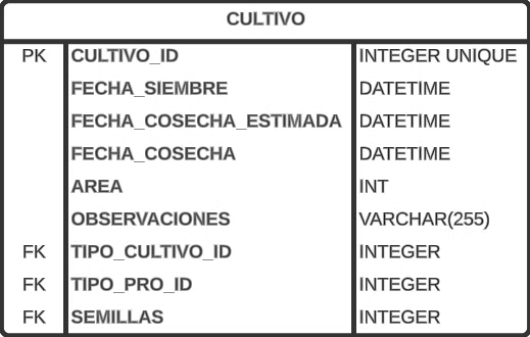 CULTIVO
PK CULTIVO_ID INTEGER UNIQUE
FECHA_SIEMBRE DATETIME
FECHA_COSECHA_ESTIMADA DATETIME
FECHA_COSECHA DATETIME
AREA INT
OBSERVACIONES VARCHAR(255)
FK TIPO_CULTIVO_ID INTEGER
FK TIPO_PRO_ID INTEGER
FK SEMILLAS INTEGER